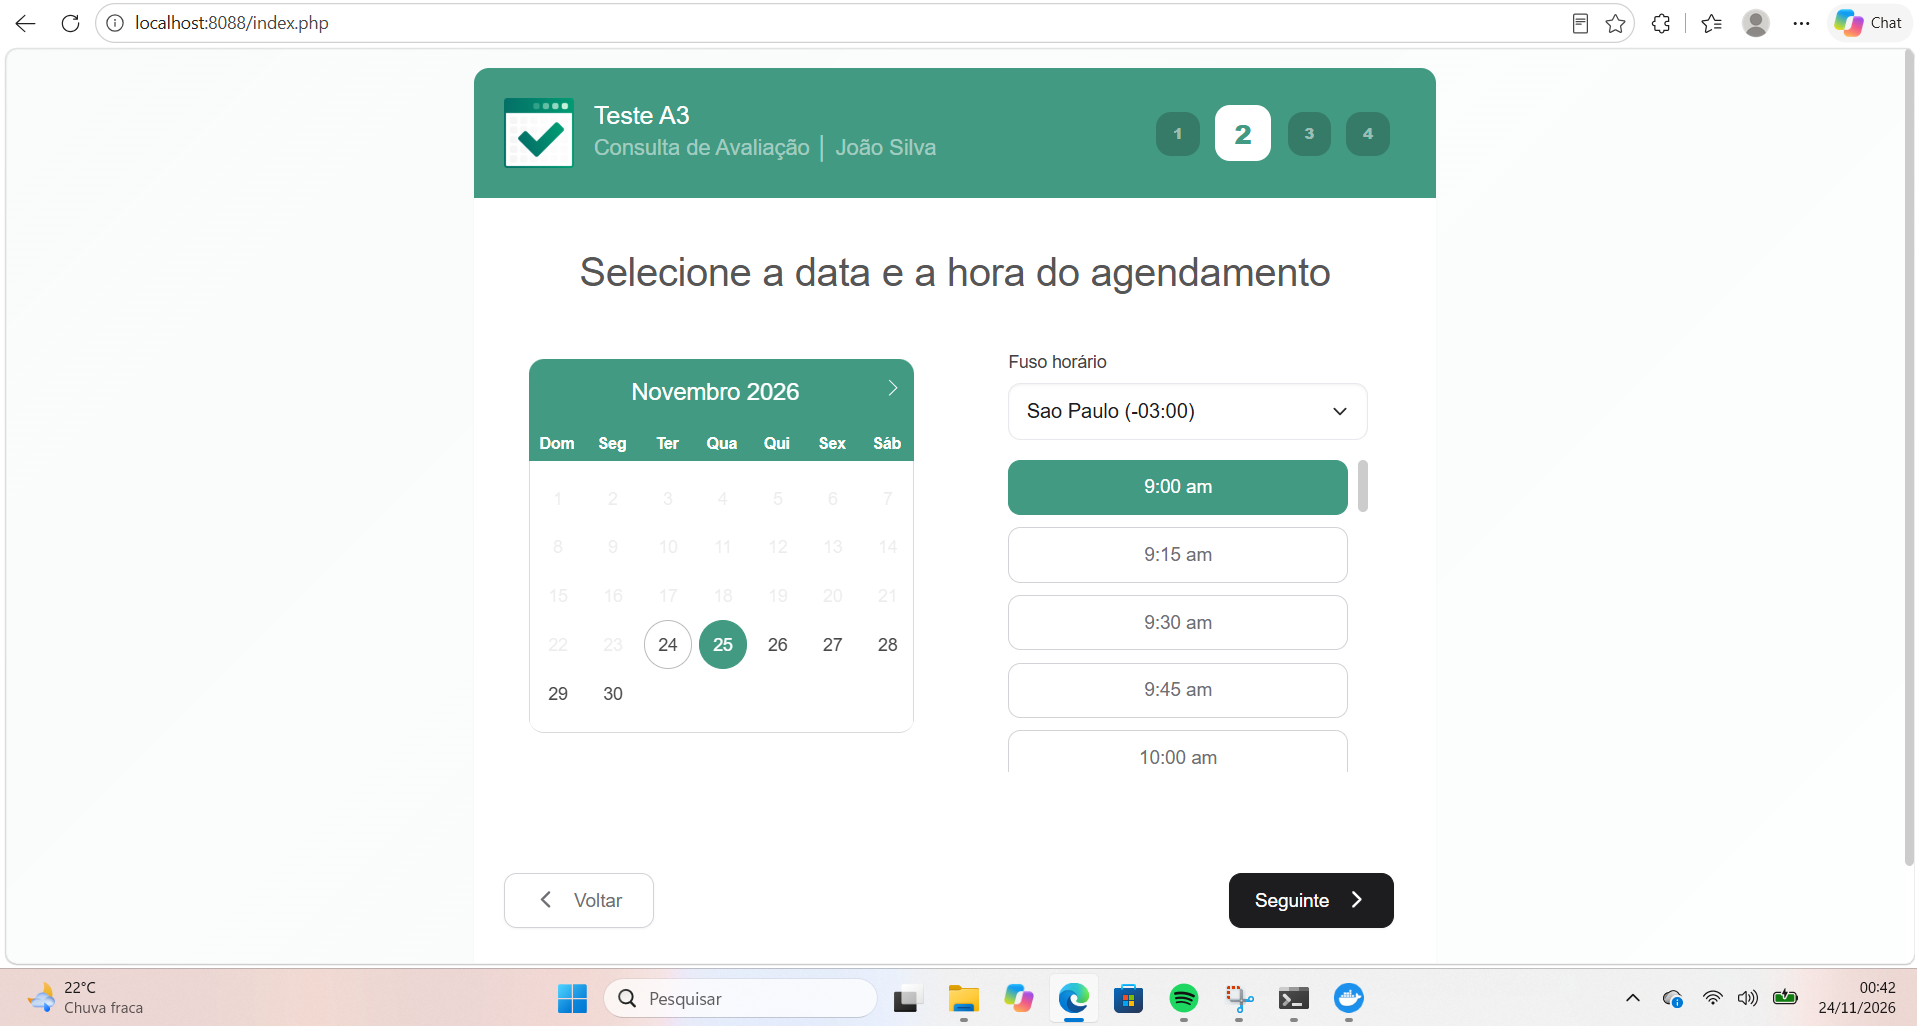 localhost:8088/index.php
Chat
Teste A3
Consulta de Avaliação | João Silva
1 2 3 4
Selecione a data e a hora do agendamento
Novembro 2026
Dom Seg Ter Qua Qui Sex Sáb
1 2 3 4 5 6 7
8 9 10 11 12 13 14
15 16 17 18 19 20 21
22 23 24 25 26 27 28
29 30
Fuso horário
Sao Paulo (-03:00)
9:00 am
9:15 am
9:30 am
9:45 am
10:00 am
Voltar
Seguinte
22°C
Chuva fraca
Pesquisar
00:42
24/11/2026